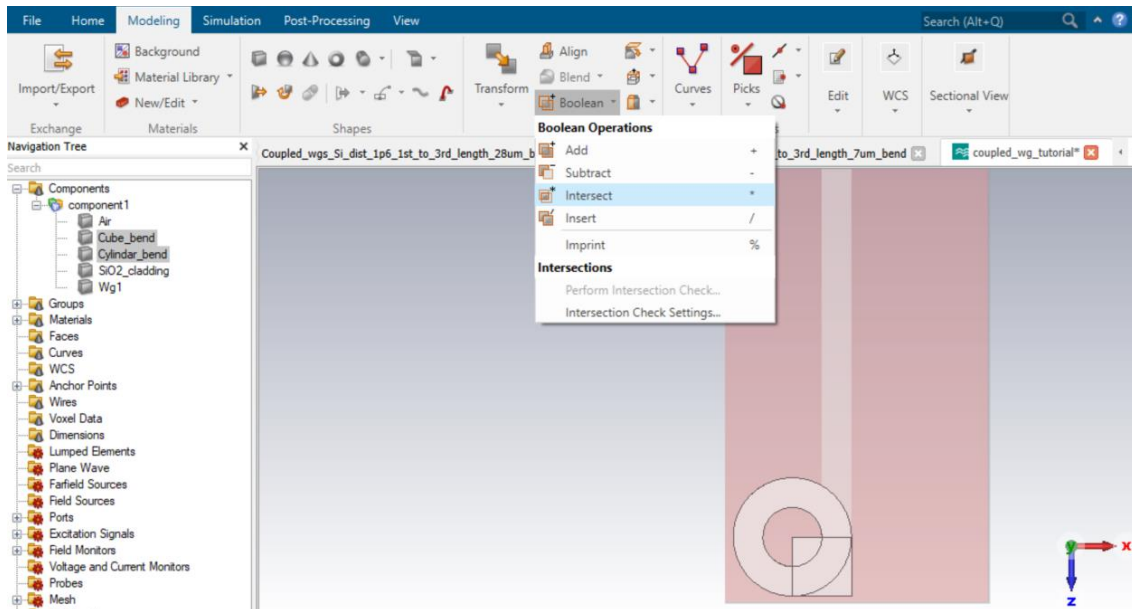 File Home Modeling Simulation Post-Processing View Search (Alt+Q)
Import/Export
Exchange
Background
Material Library
New/Edit
Materials
Shapes
Transform
Align
Blend
Boolean
Curves
Picks
Edit
WCS
Sectional View
Navigation Tree
Search
Coupled_wgs_Si_dist_1p6_1st_to_3rd_length_28um_b
to_3rd_length_7um_bend
coupled_wg_tutorial*
Boolean Operations
Add +
Subtract -
Intersect *
Insert /
Imprint %
Intersections
Perform Intersection Check...
Intersection Check Settings...
Components
component1
Air
Cube_bend
Cylindar_bend
SiO2_cladding
Wg1
Groups
Materials
Faces
Curves
WCS
Anchor Points
Wires
Voxel Data
Dimensions
Lumped Elements
Plane Wave
Farfield Sources
Field Sources
Ports
Excitation Signals
Field Monitors
Voltage and Current Monitors
Probes
Mesh
y
x
z